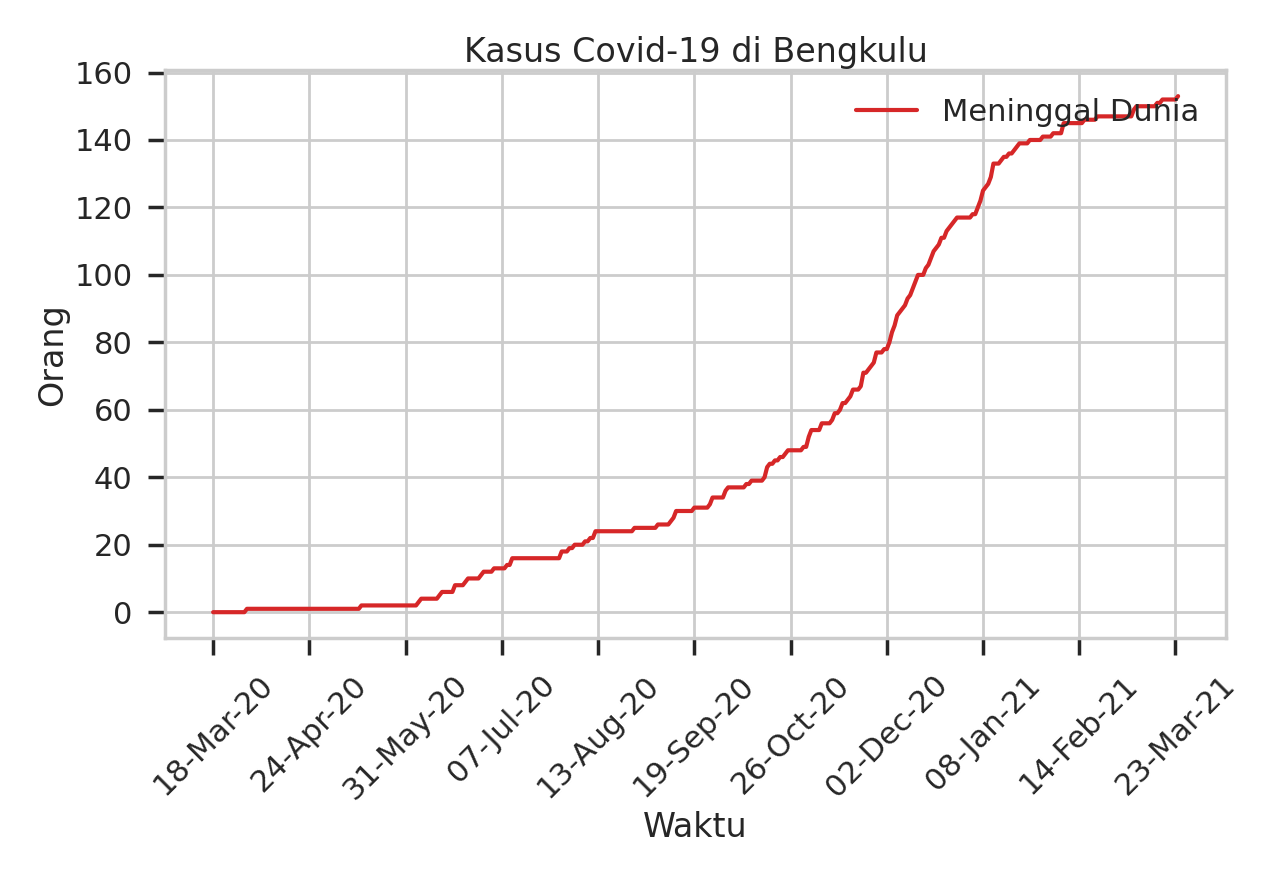 Kasus Covid-19 di Bengkulu
Meninggal Dunia
Orang
160
140
120
100
80
60
40
20
0
18-Mar-20
24-Apr-20
31-May-20
07-Jul-20
13-Aug-20
19-Sep-20
26-Oct-20
02-Dec-20
08-Jan-21
14-Feb-21
23-Mar-21
Waktu